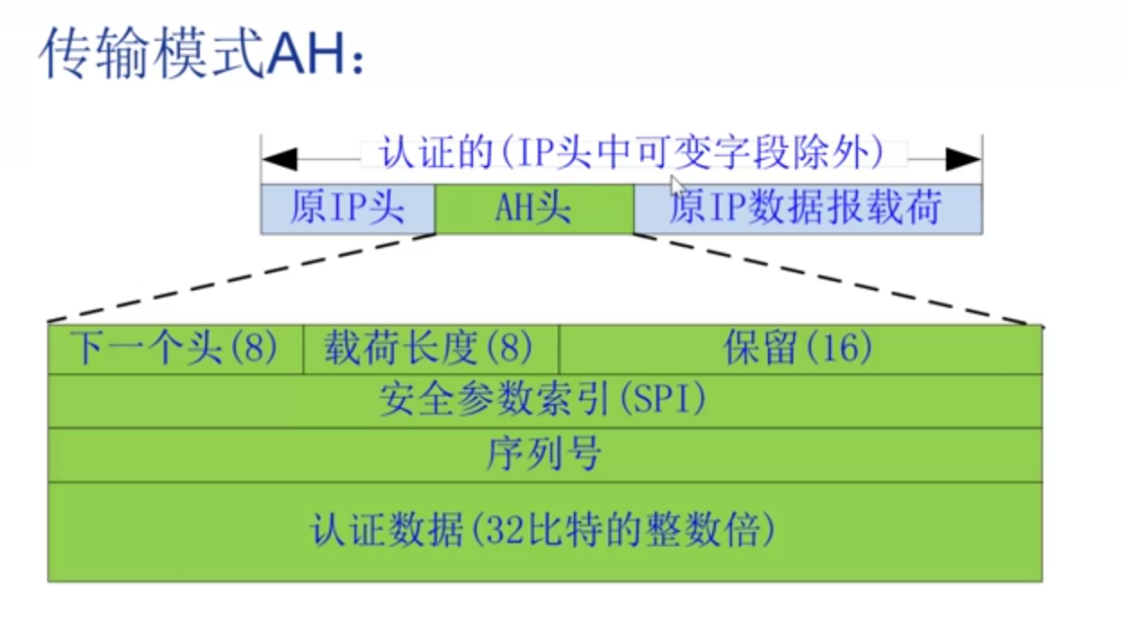 传输模式AH：
认证的(IP头中可变字段除外)
原IP头 AH头 原IP数据报载荷
下一个头(8) 载荷长度(8) 保留(16)
安全参数索引(SPI)
序列号
认证数据(32比特的整数倍)